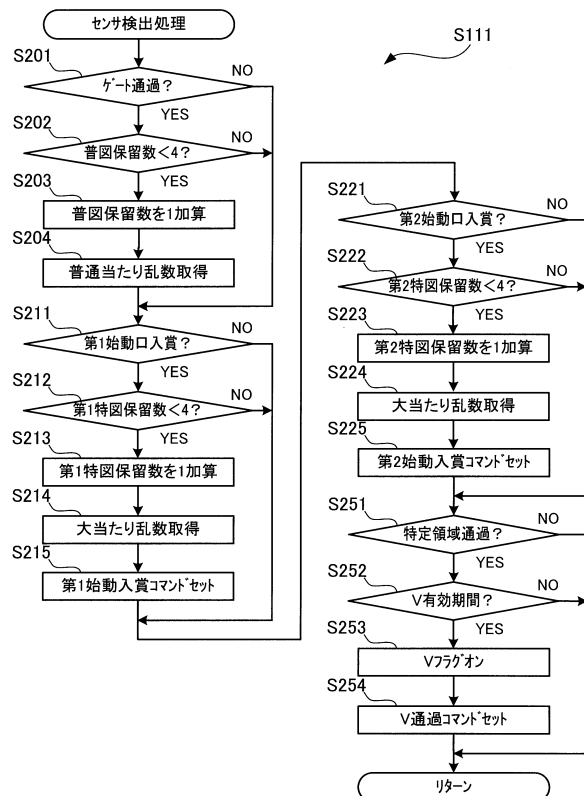 センサ検出処理
S111
S201
ゲート通過?
NO
YES
S202
普図保留数<4?
NO
YES
S203
普図保留数を1加算
S204
普通当たり乱数取得
S211
第1始動口入賞?
NO
YES
S212
第1特図保留数<4?
NO
YES
S213
第1特図保留数を1加算
S214
大当たり乱数取得
S215
第1始動入賞コマンドセット
S221
第2始動口入賞?
NO
YES
S222
第2特図保留数<4?
NO
YES
S223
第2特図保留数を1加算
S224
大当たり乱数取得
S225
第2始動入賞コマンドセット
S251
特定領域通過?
NO
YES
S252
V有効期間?
NO
YES
S253
Vフラグオン
S254
V通過コマンドセット
リターン